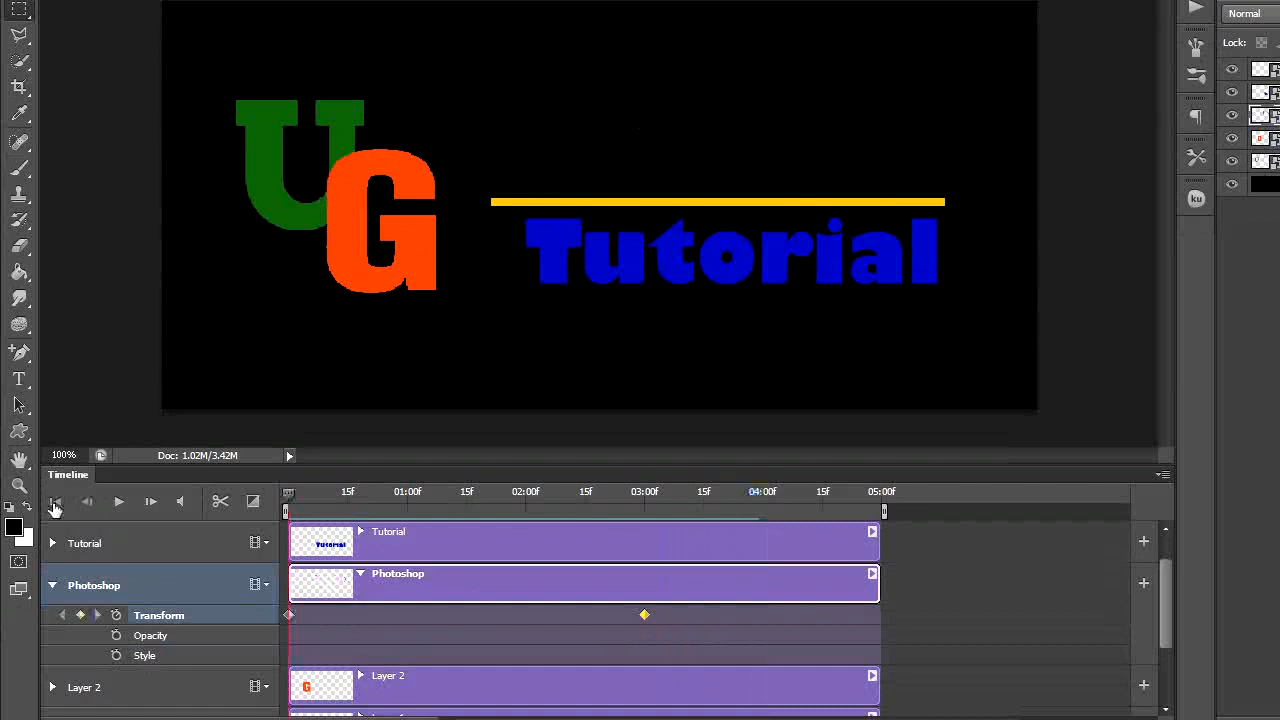 Normal
Lock:
U
G
Tutorial
100%
Doc: 1.02M/3.42M
Timeline
15f 01:00f 15f 02:00f 15f 03:00f 15f 04:00f 15f 05:00f
Tutorial
Tutorial
Tutorial
Photoshop
Photoshop
Transform
Opacity
Style
Layer 2
G
Layer 2
ku
T